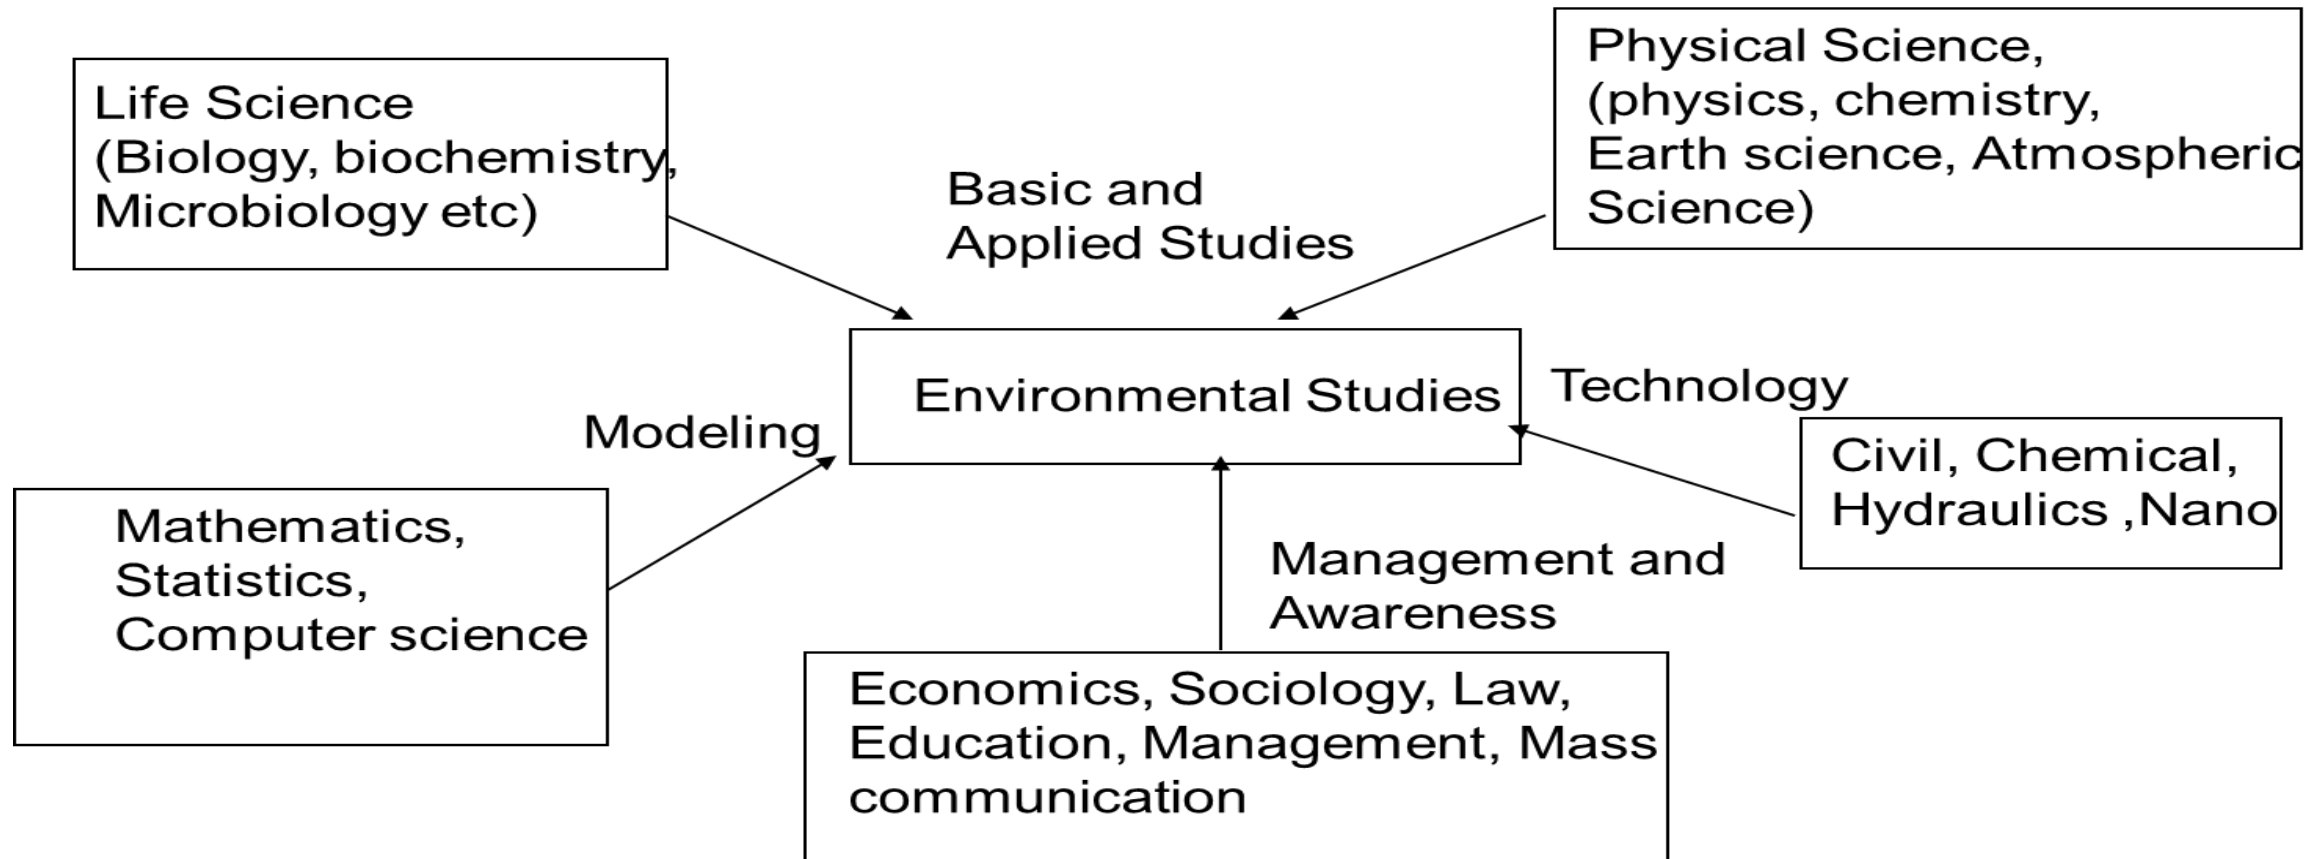 Life Science
(Biology, biochemistry,
Microbiology etc)
Basic and
Applied Studies
Physical Science,
(physics, chemistry,
Earth science, Atmospheric
Science)
Environmental Studies
Technology
Modeling
Civil, Chemical,
Hydraulics ,Nano
Mathematics,
Statistics,
Computer science
Management and
Awareness
Economics, Sociology, Law,
Education, Management, Mass
communication